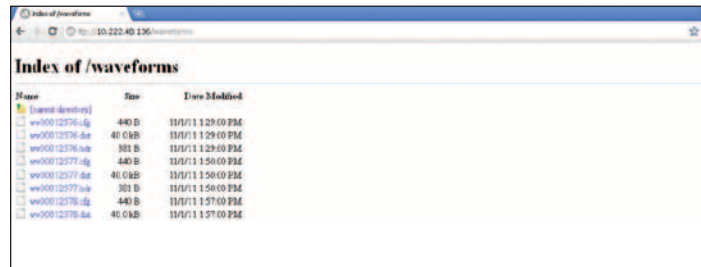 Index of /waveforms
ftp://10.222.48.136/waveforms
Index of /waveforms
Name Size Date Modified
[parent directory]
wv00012576.cfg 440 B 11/1/11 1:29:00 PM
wv00012576.dat 40.0 kB 11/1/11 1:29:00 PM
wv00012576.hdr 381 B 11/1/11 1:29:00 PM
wv00012577.cfg 440 B 11/1/11 1:50:00 PM
wv00012577.dat 40.0 kB 11/1/11 1:50:00 PM
wv00012577.hdr 381 B 11/1/11 1:50:00 PM
wv00012578.cfg 440 B 11/1/11 1:57:00 PM
wv00012578.dat 40.0 kB 11/1/11 1:57:00 PM